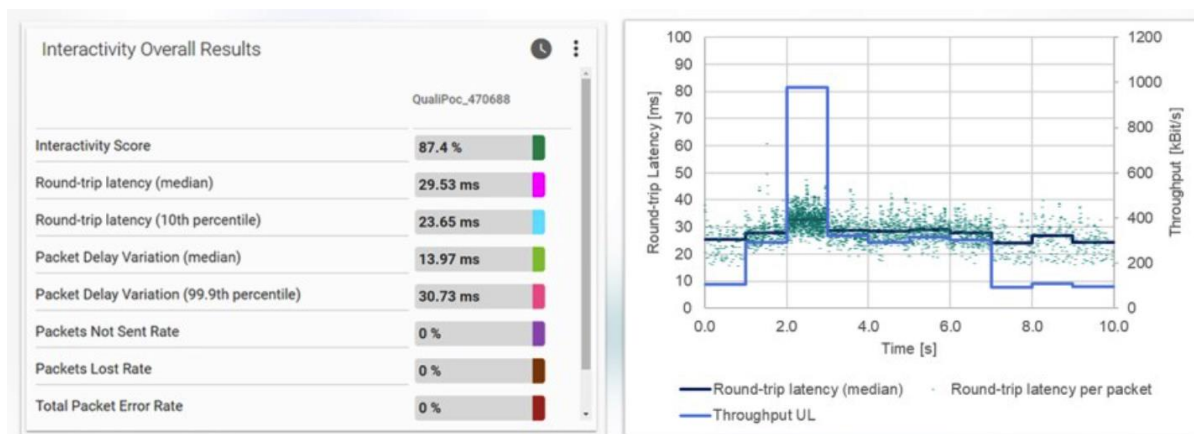 Interactivity Overall Results
QualiPoc_470688
Interactivity Score 87.4 %
Round-trip latency (median) 29.53 ms
Round-trip latency (10th percentile) 23.65 ms
Packet Delay Variation (median) 13.97 ms
Packet Delay Variation (99.9th percentile) 30.73 ms
Packets Not Sent Rate 0 %
Packets Lost Rate 0 %
Total Packet Error Rate 0 %
Round-trip Latency [ms]
100
90
80
70
60
50
40
30
20
10
0
1200
1000
800
600
400
200
0
Throughput [kBit/s]
0.0 2.0 4.0 6.0 8.0 10.0
Time [s]
Round-trip latency (median) Round-trip latency per packet
Throughput UL